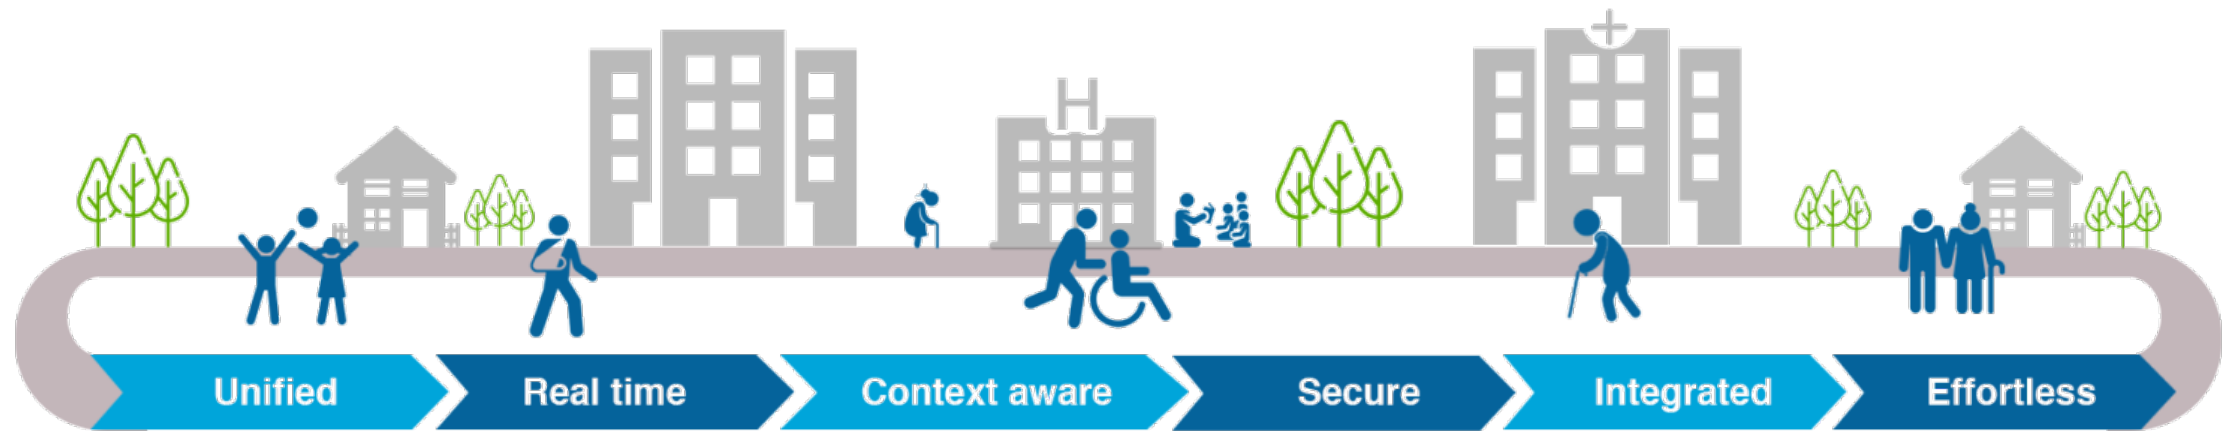 H
Unified
Real time
Context aware
Secure
Integrated
Effortless